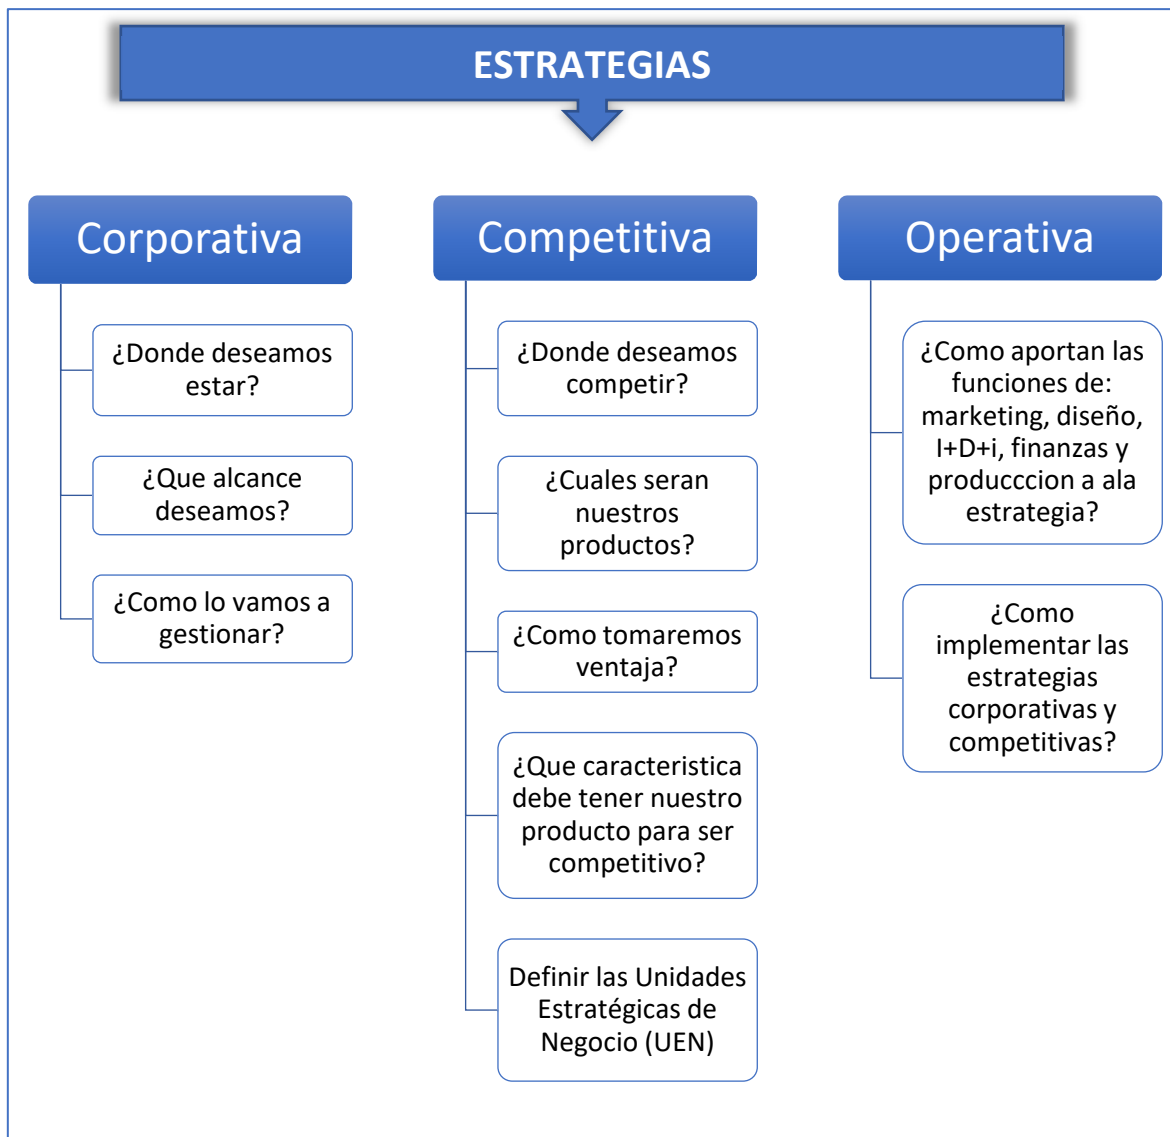 ESTRATEGIAS
Corporativa
¿Donde deseamos
estar?
¿Que alcance
deseamos?
¿Como lo vamos a
gestionar?
Competitiva
¿Donde deseamos
competir?
¿Cuales seran
nuestros
productos?
¿Como tomaremos
ventaja?
¿Que caracteristica
debe tener nuestro
producto para ser
competitivo?
Definir las Unidades
Estratégicas de
Negocio (UEN)
Operativa
¿Como aportan las
funciones de:
marketing, diseño,
I+D+i, finanzas y
producccion a ala
estrategia?
¿Como
implementar las
estrategias
corporativas y
competitivas?